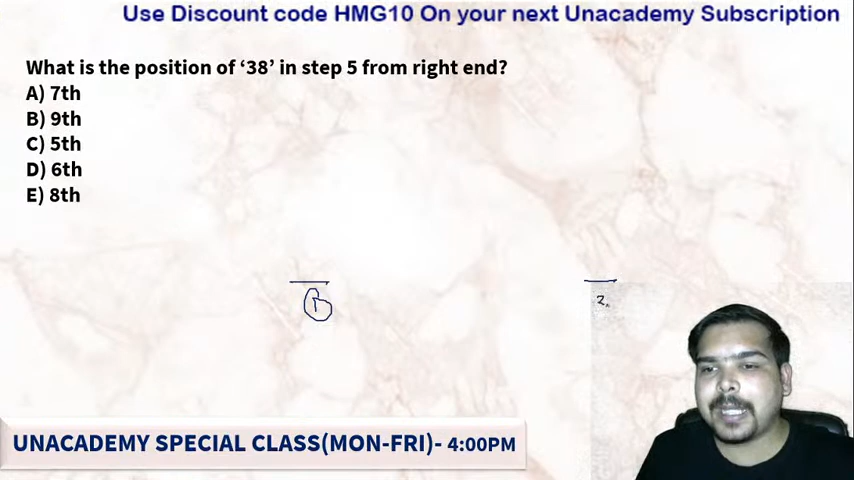 Use Discount code HMG10 On your next Unacademy Subscription
What is the position of ‘38’ in step 5 from right end?
A) 7th
B) 9th
C) 5th
D) 6th
E) 8th
2.
UNACADEMY SPECIAL CLASS(MON-FRI)- 4:00PM